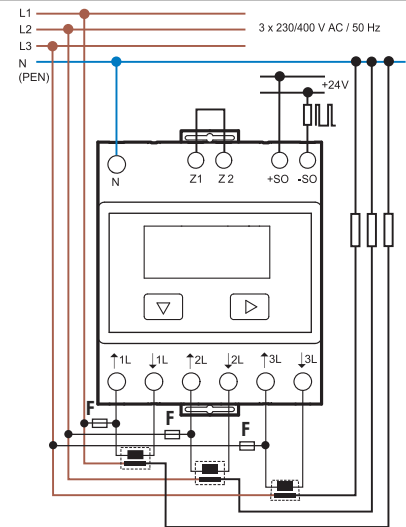 L1
L2
L3
N
(PEN)
3 x 230/400 V AC / 50 Hz
+24V
N
Z1
Z 2
+SO
-SO
1L
1L
2L
2L
3L
3L
F
F
F